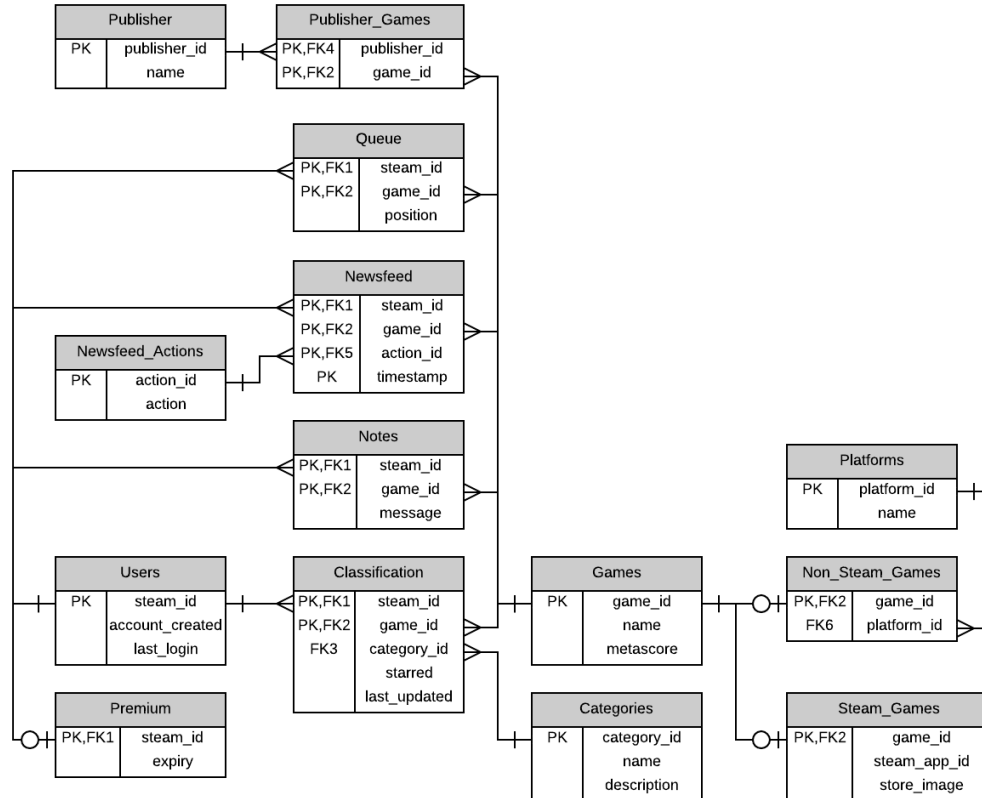 Publisher
PK publisher_id
name
Publisher_Games
PK,FK4 publisher_id
PK,FK2 game_id
Queue
PK,FK1 steam_id
PK,FK2 game_id
position
Newsfeed
PK,FK1 steam_id
PK,FK2 game_id
PK,FK5 action_id
PK timestamp
Newsfeed_Actions
PK action_id
action
Notes
PK,FK1 steam_id
PK,FK2 game_id
message
Platforms
PK platform_id
name
Users
PK steam_id
account_created
last_login
Classification
PK,FK1 steam_id
PK,FK2 game_id
FK3 category_id
starred
last_updated
Games
PK game_id
name
metascore
Non_Steam_Games
PK,FK2 game_id
FK6 platform_id
Premium
PK,FK1 steam_id
expiry
Categories
PK category_id
name
description
Steam_Games
PK,FK2 game_id
steam_app_id
store_image